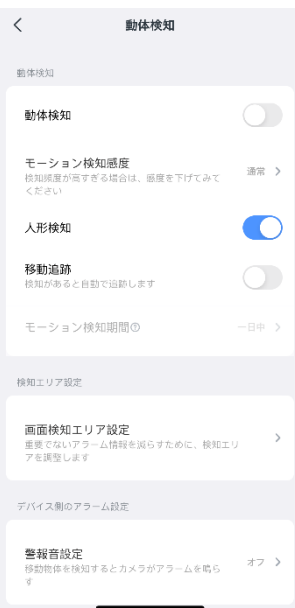 動体検知
動体検知
動体検知
モーション検知感度
通常
検知頻度が高すぎる場合は、感度を下げてみて
ください
人形検知
移動追跡
検知があると自動で追跡します
モーション検知期間
一日中
検知エリア設定
画面検知エリア設定
重要でないアラーム情報を減らすために、検知エリ
アを調整します
デバイス側のアラーム設定
警報音設定
オフ
移動物体を検知するとカメラがアラームを鳴ら
す